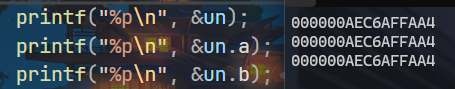 printf("%p\n", &un);
printf("%p\n", &un.a);
printf("%p\n", &un.b);
000000AEC6AFFAA4
000000AEC6AFFAA4
000000AEC6AFFAA4